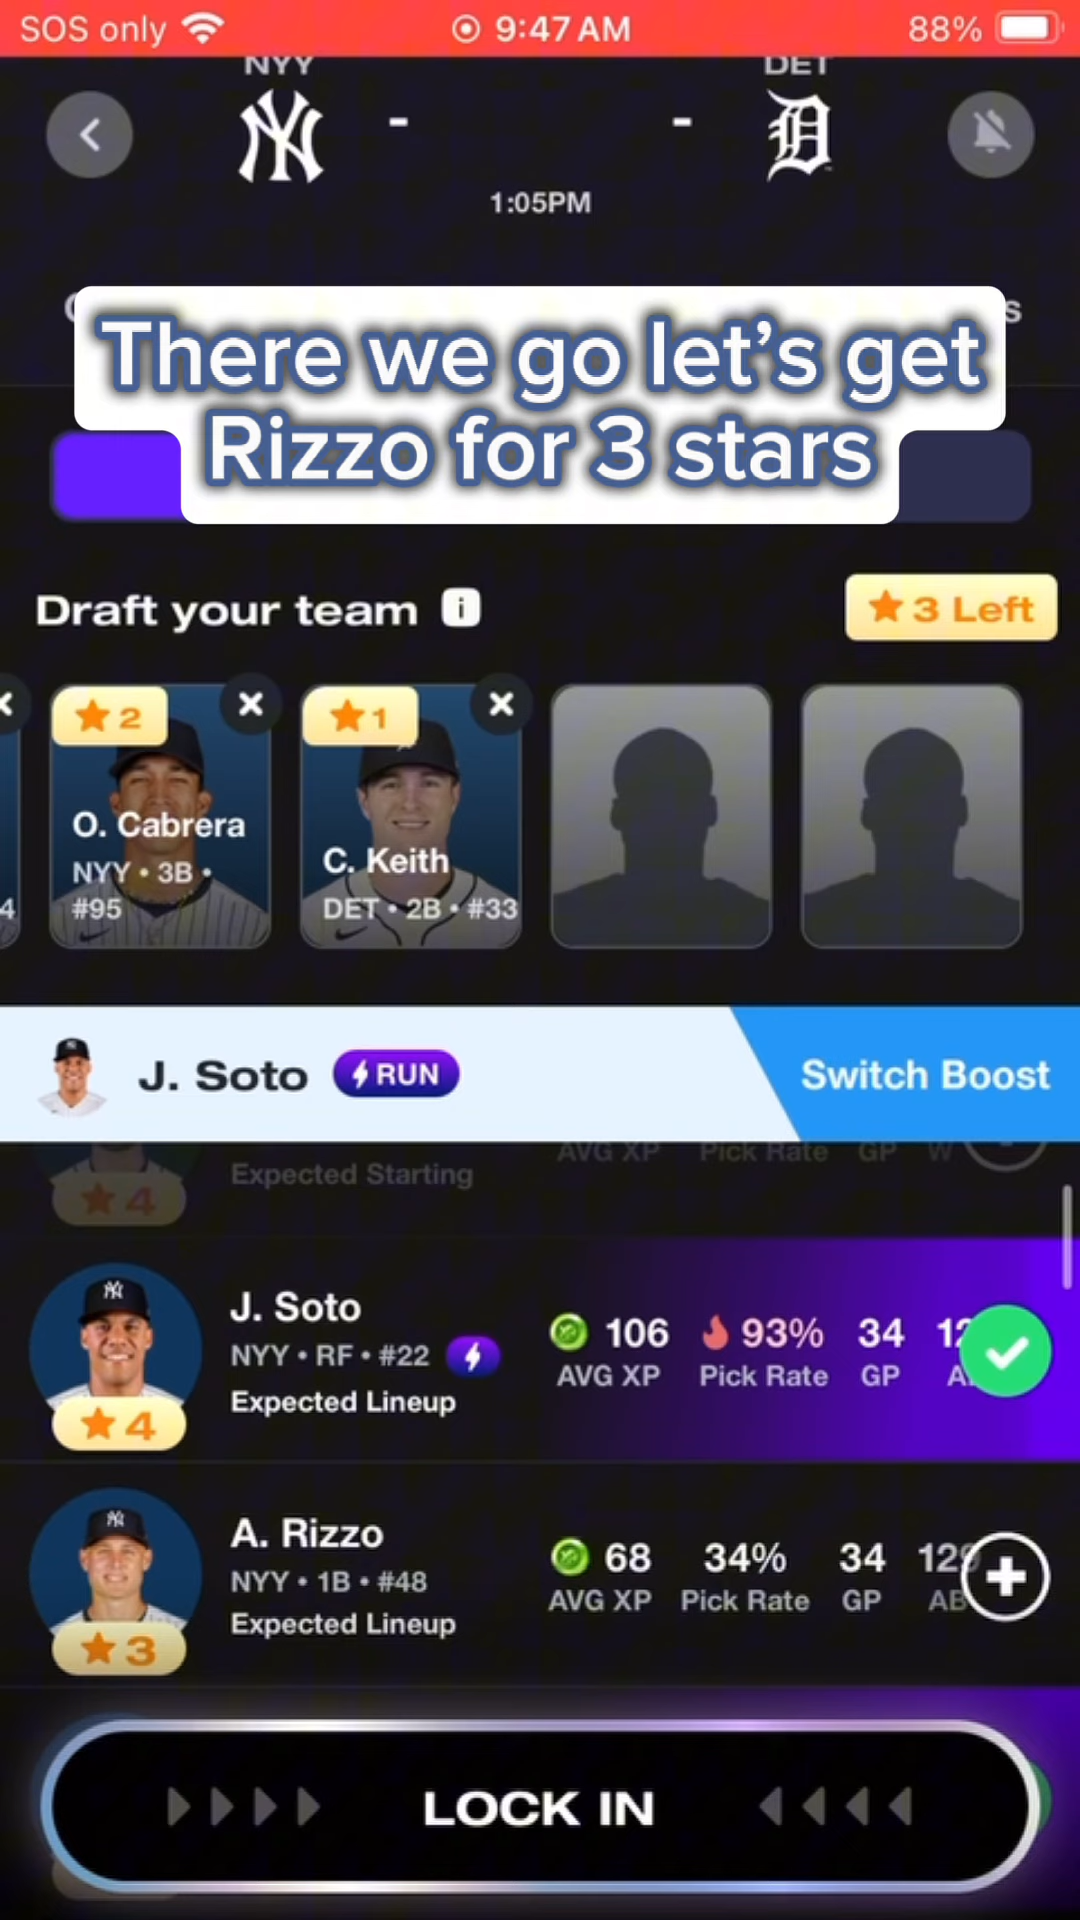 SOS only
9:47 AM
88%
NYY
DET
-
-
1:05PM
There we go let's get
Rizzo for 3 stars
Draft your team
3 Left
2
1
O. Cabrera
NYY • 3B •
#95
C. Keith
DET • 2B • #33
4
J. Soto
RUN
Switch Boost
Expected Starting
AVG XP
Pick Rate
GP
W
4
J. Soto
NYY • RF • #22
Expected Lineup
4
106
AVG XP
93%
Pick Rate
34
GP
A. Rizzo
NYY • 1B • #48
Expected Lineup
3
68
AVG XP
34%
Pick Rate
34
GP
129
AB
LOCK IN